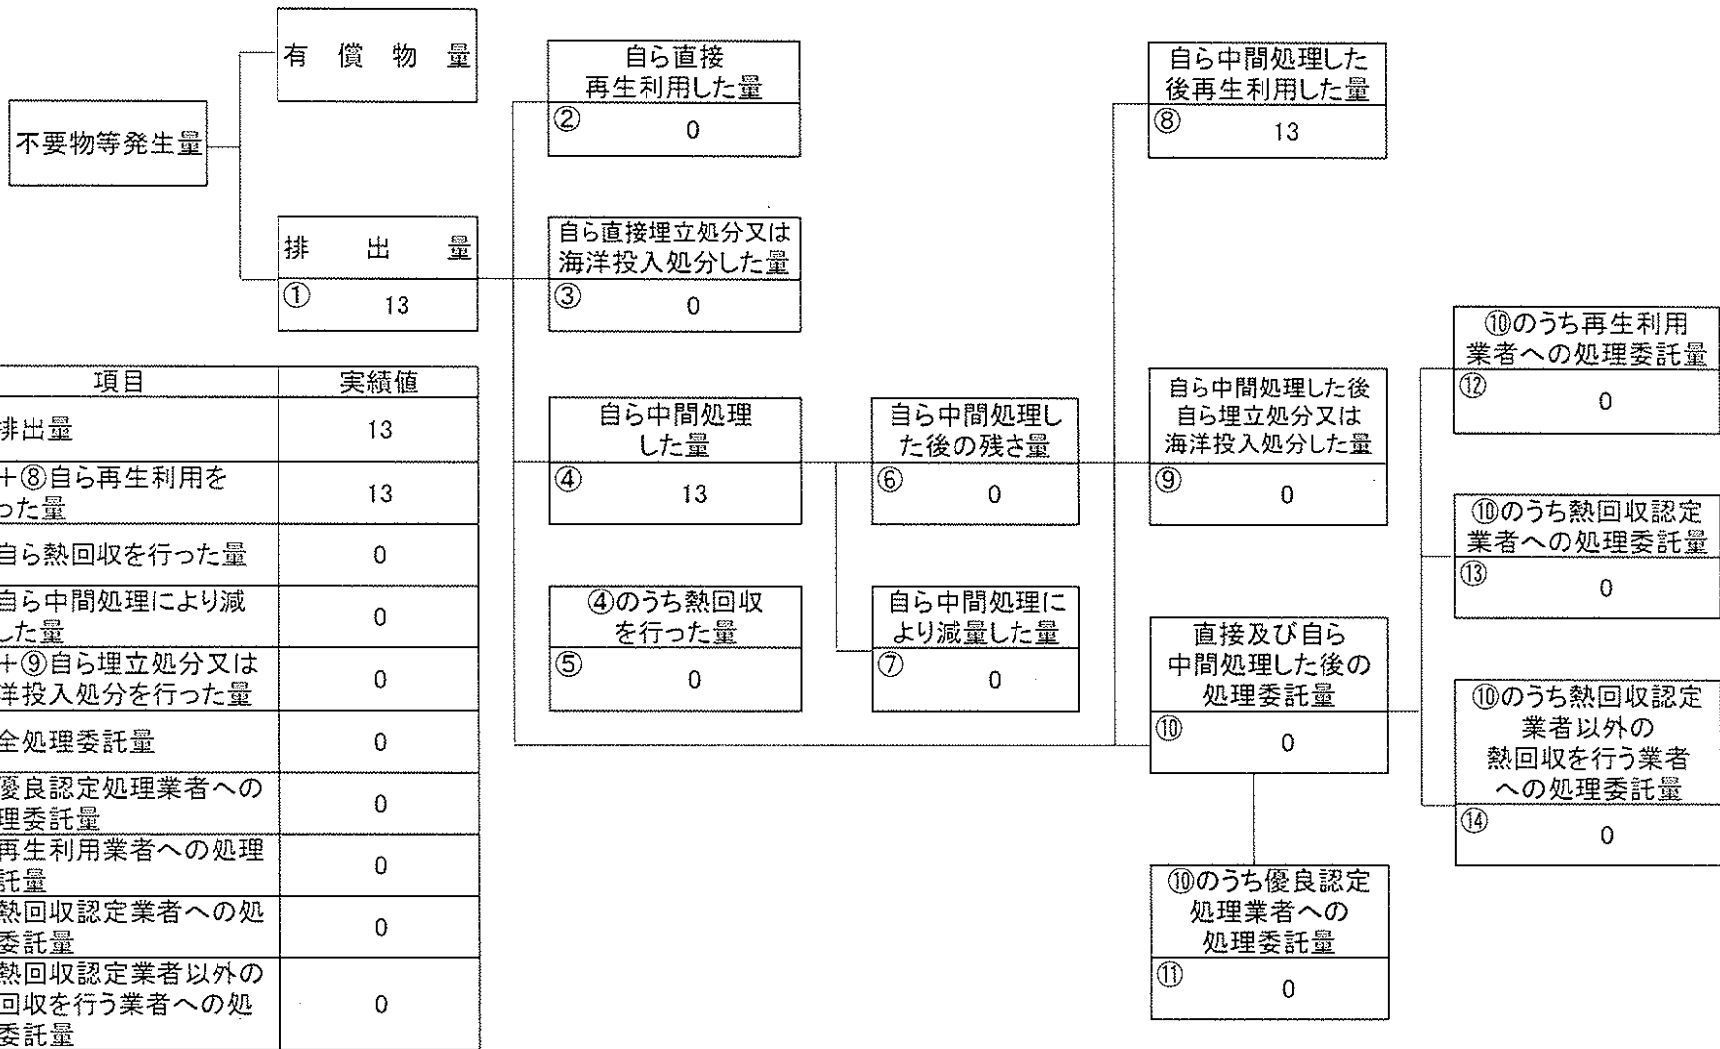 有償物量
不要物等発生量
排出量
① 13
自ら直接
再生利用した量
② 0
自ら直接埋立処分又は
海洋投入処分した量
③ 0
自ら中間処理
した量
④ 13
④のうち熱回収
を行った量
⑤ 0
自ら中間処理し
た後の残さ量
⑥ 0
自ら中間処理に
より減量した量
⑦ 0
自ら中間処理した
後再生利用した量
⑧ 13
自ら中間処理した後
自ら埋立処分又は
海洋投入処分した量
⑨ 0
直接及び自ら
中間処理した後の
処理委託量
⑩ 0
⑩のうち優良認定
処理業者への
処理委託量
⑪ 0
⑩のうち再生利用
業者への処理委託量
⑫ 0
⑩のうち熱回収認定
業者への処理委託量
⑬ 0
⑩のうち熱回収認定
業者以外の
熱回収を行う業者
への処理委託量
⑭ 0
項目 実績値
排出量 13
+⑧自ら再生利用を
った量 13
自ら熱回収を行った量 0
自ら中間処理により減
した量 0
+⑨自ら埋立処分又は
洋投入処分を行った量 0
全処理委託量 0
優良認定処理業者への
理委託量 0
再生利用業者への処理
託量 0
熱回収認定業者への処
委託量 0
熱回収認定業者以外の
回収を行う業者への処
委託量 0